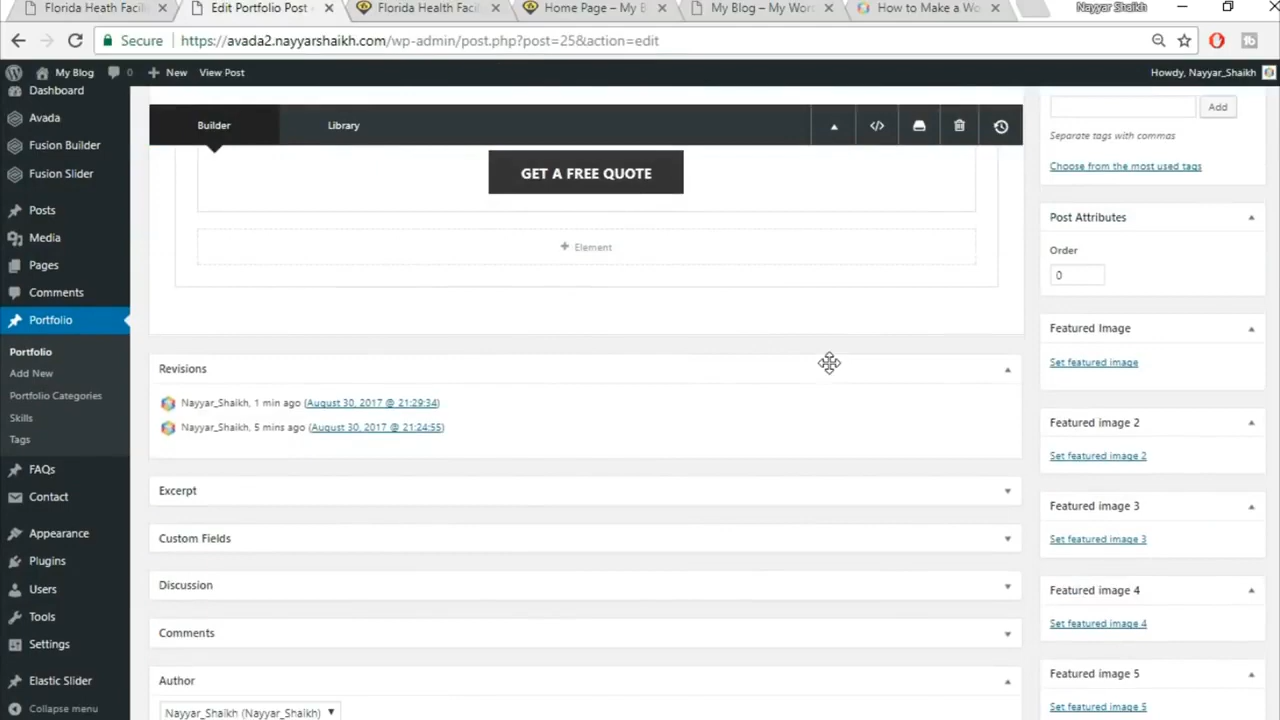 Florida Heath Facil
Edit Portfolio Post
Florida Heath Facil
Home Page – My B
My Blog – My Word
How to Make a Wo
Nayyar Shaikh
Secure https://avada2.nayyarshaikh.com/wp-admin/post.php?post=25&action=edit
My Blog 0 New View Post Howdy, Nayyar_Shaikh
Dashboard
Avada
Fusion Builder
Fusion Slider
Posts
Media
Pages
Comments
Portfolio
Portfolio
Add New
Portfolio Categories
Skills
Tags
FAQs
Contact
Appearance
Plugins
Users
Tools
Settings
Elastic Slider
Collapse menu
Builder Library
GET A FREE QUOTE
+ Element
Revisions
Nayyar_Shaikh, 1 min ago (August 30, 2017 @ 21:29:34)
Nayyar_Shaikh, 5 mins ago (August 30, 2017 @ 21:24:55)
Excerpt
Custom Fields
Discussion
Comments
Author
Nayyar_Shaikh (Nayyar_Shaikh)
Add
Separate tags with commas
Choose from the most used tags
Post Attributes
Order
0
Featured Image
Set featured image
Featured image 2
Set featured image 2
Featured image 3
Set featured image 3
Featured image 4
Set featured image 4
Featured image 5
Set featured image 5